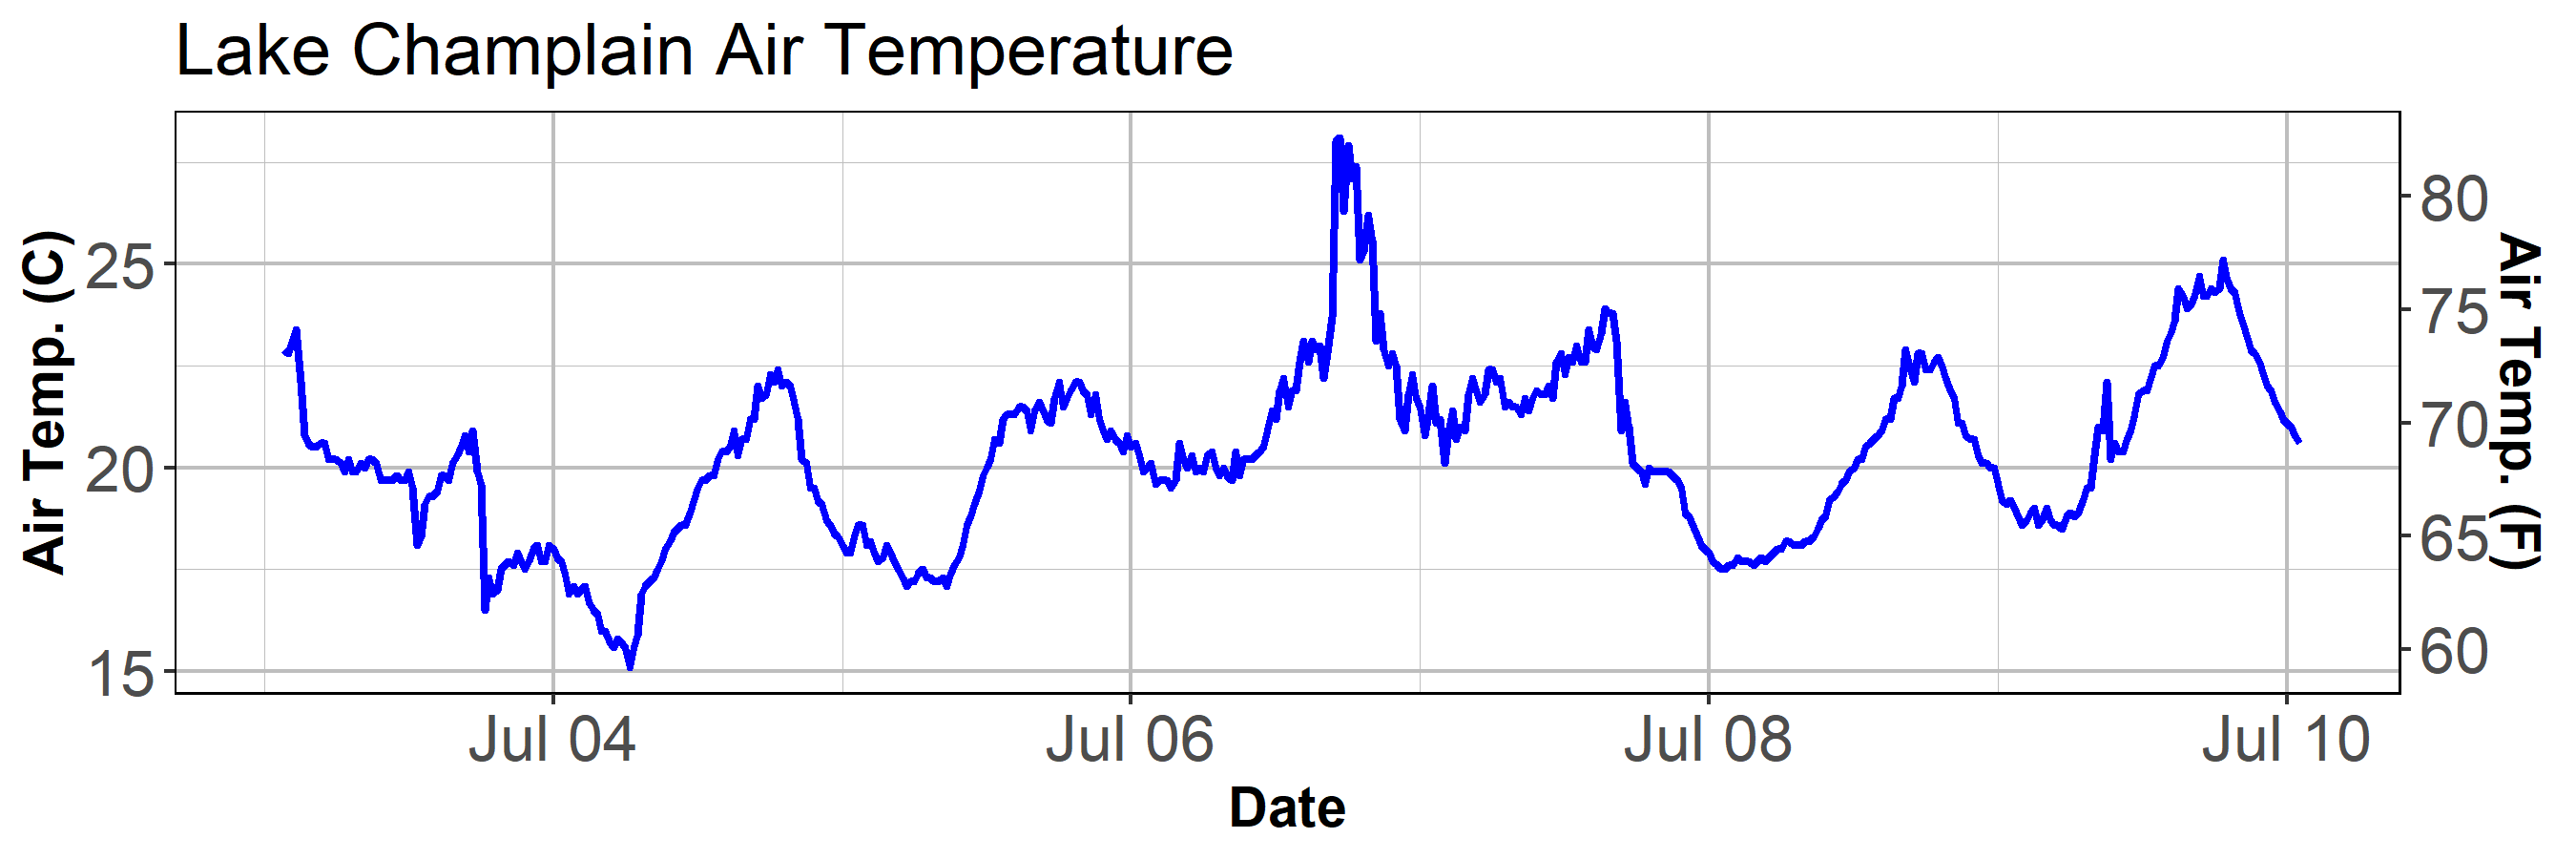 Lake Champlain Air Temperature
Air Temp. (C)
25
20
15
80
75
70
65
60
Air Temp. (F)
Jul 04
Jul 06
Jul 08
Jul 10
Date